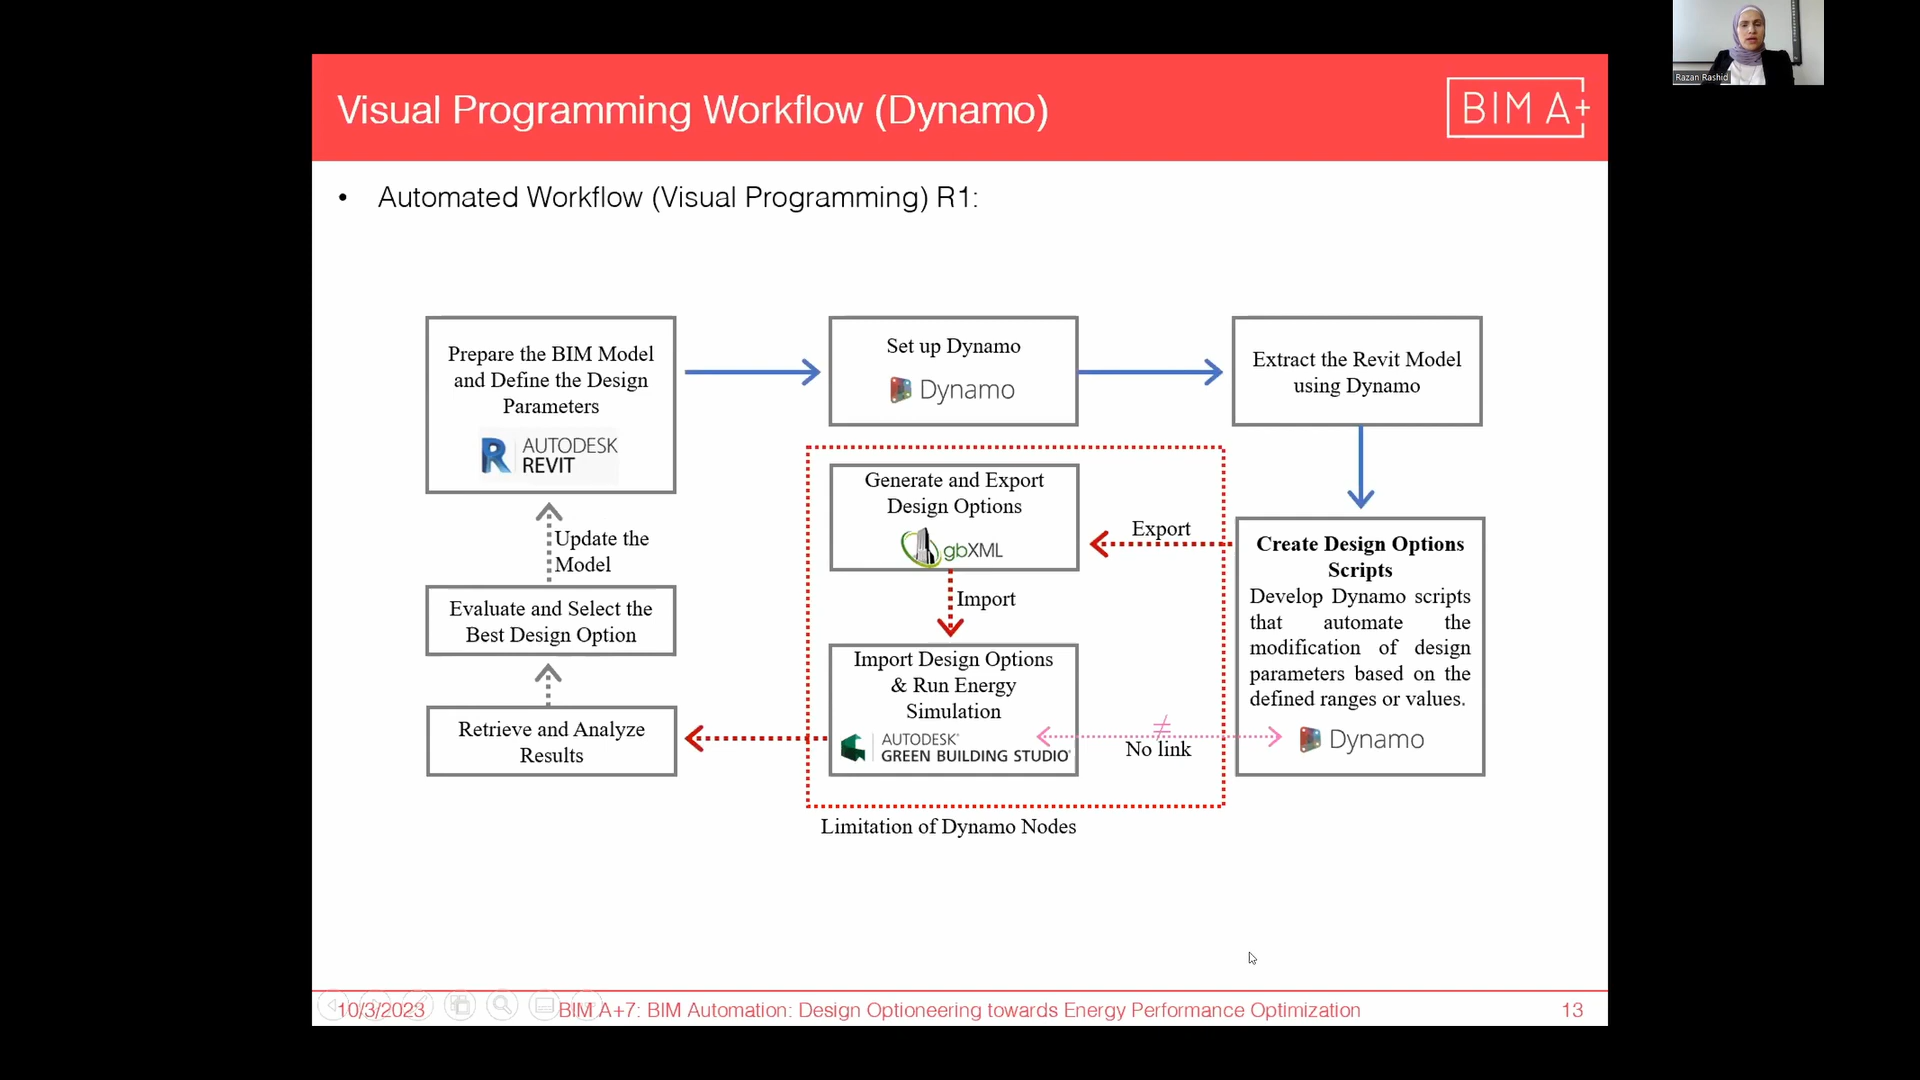 Razan Rashid
Visual Programming Workflow (Dynamo)
BIM A+
• Automated Workflow (Visual Programming) R1:
Prepare the BIM Model
and Define the Design
Parameters
AUTODESK
REVIT
Set up Dynamo
Dynamo
Extract the Revit Model
using Dynamo
Generate and Export
Design Options
gbXML
Export
Create Design Options
Scripts
Develop Dynamo scripts
that automate the
modification of design
parameters based on the
defined ranges or values.
Dynamo
Update the
Model
Import
Evaluate and Select the
Best Design Option
Import Design Options
& Run Energy
Simulation
AUTODESK
GREEN BUILDING STUDIO
≠
No link
Retrieve and Analyze
Results
Limitation of Dynamo Nodes
10/3/2023
BIM A+7: BIM Automation: Design Optioneering towards Energy Performance Optimization
13